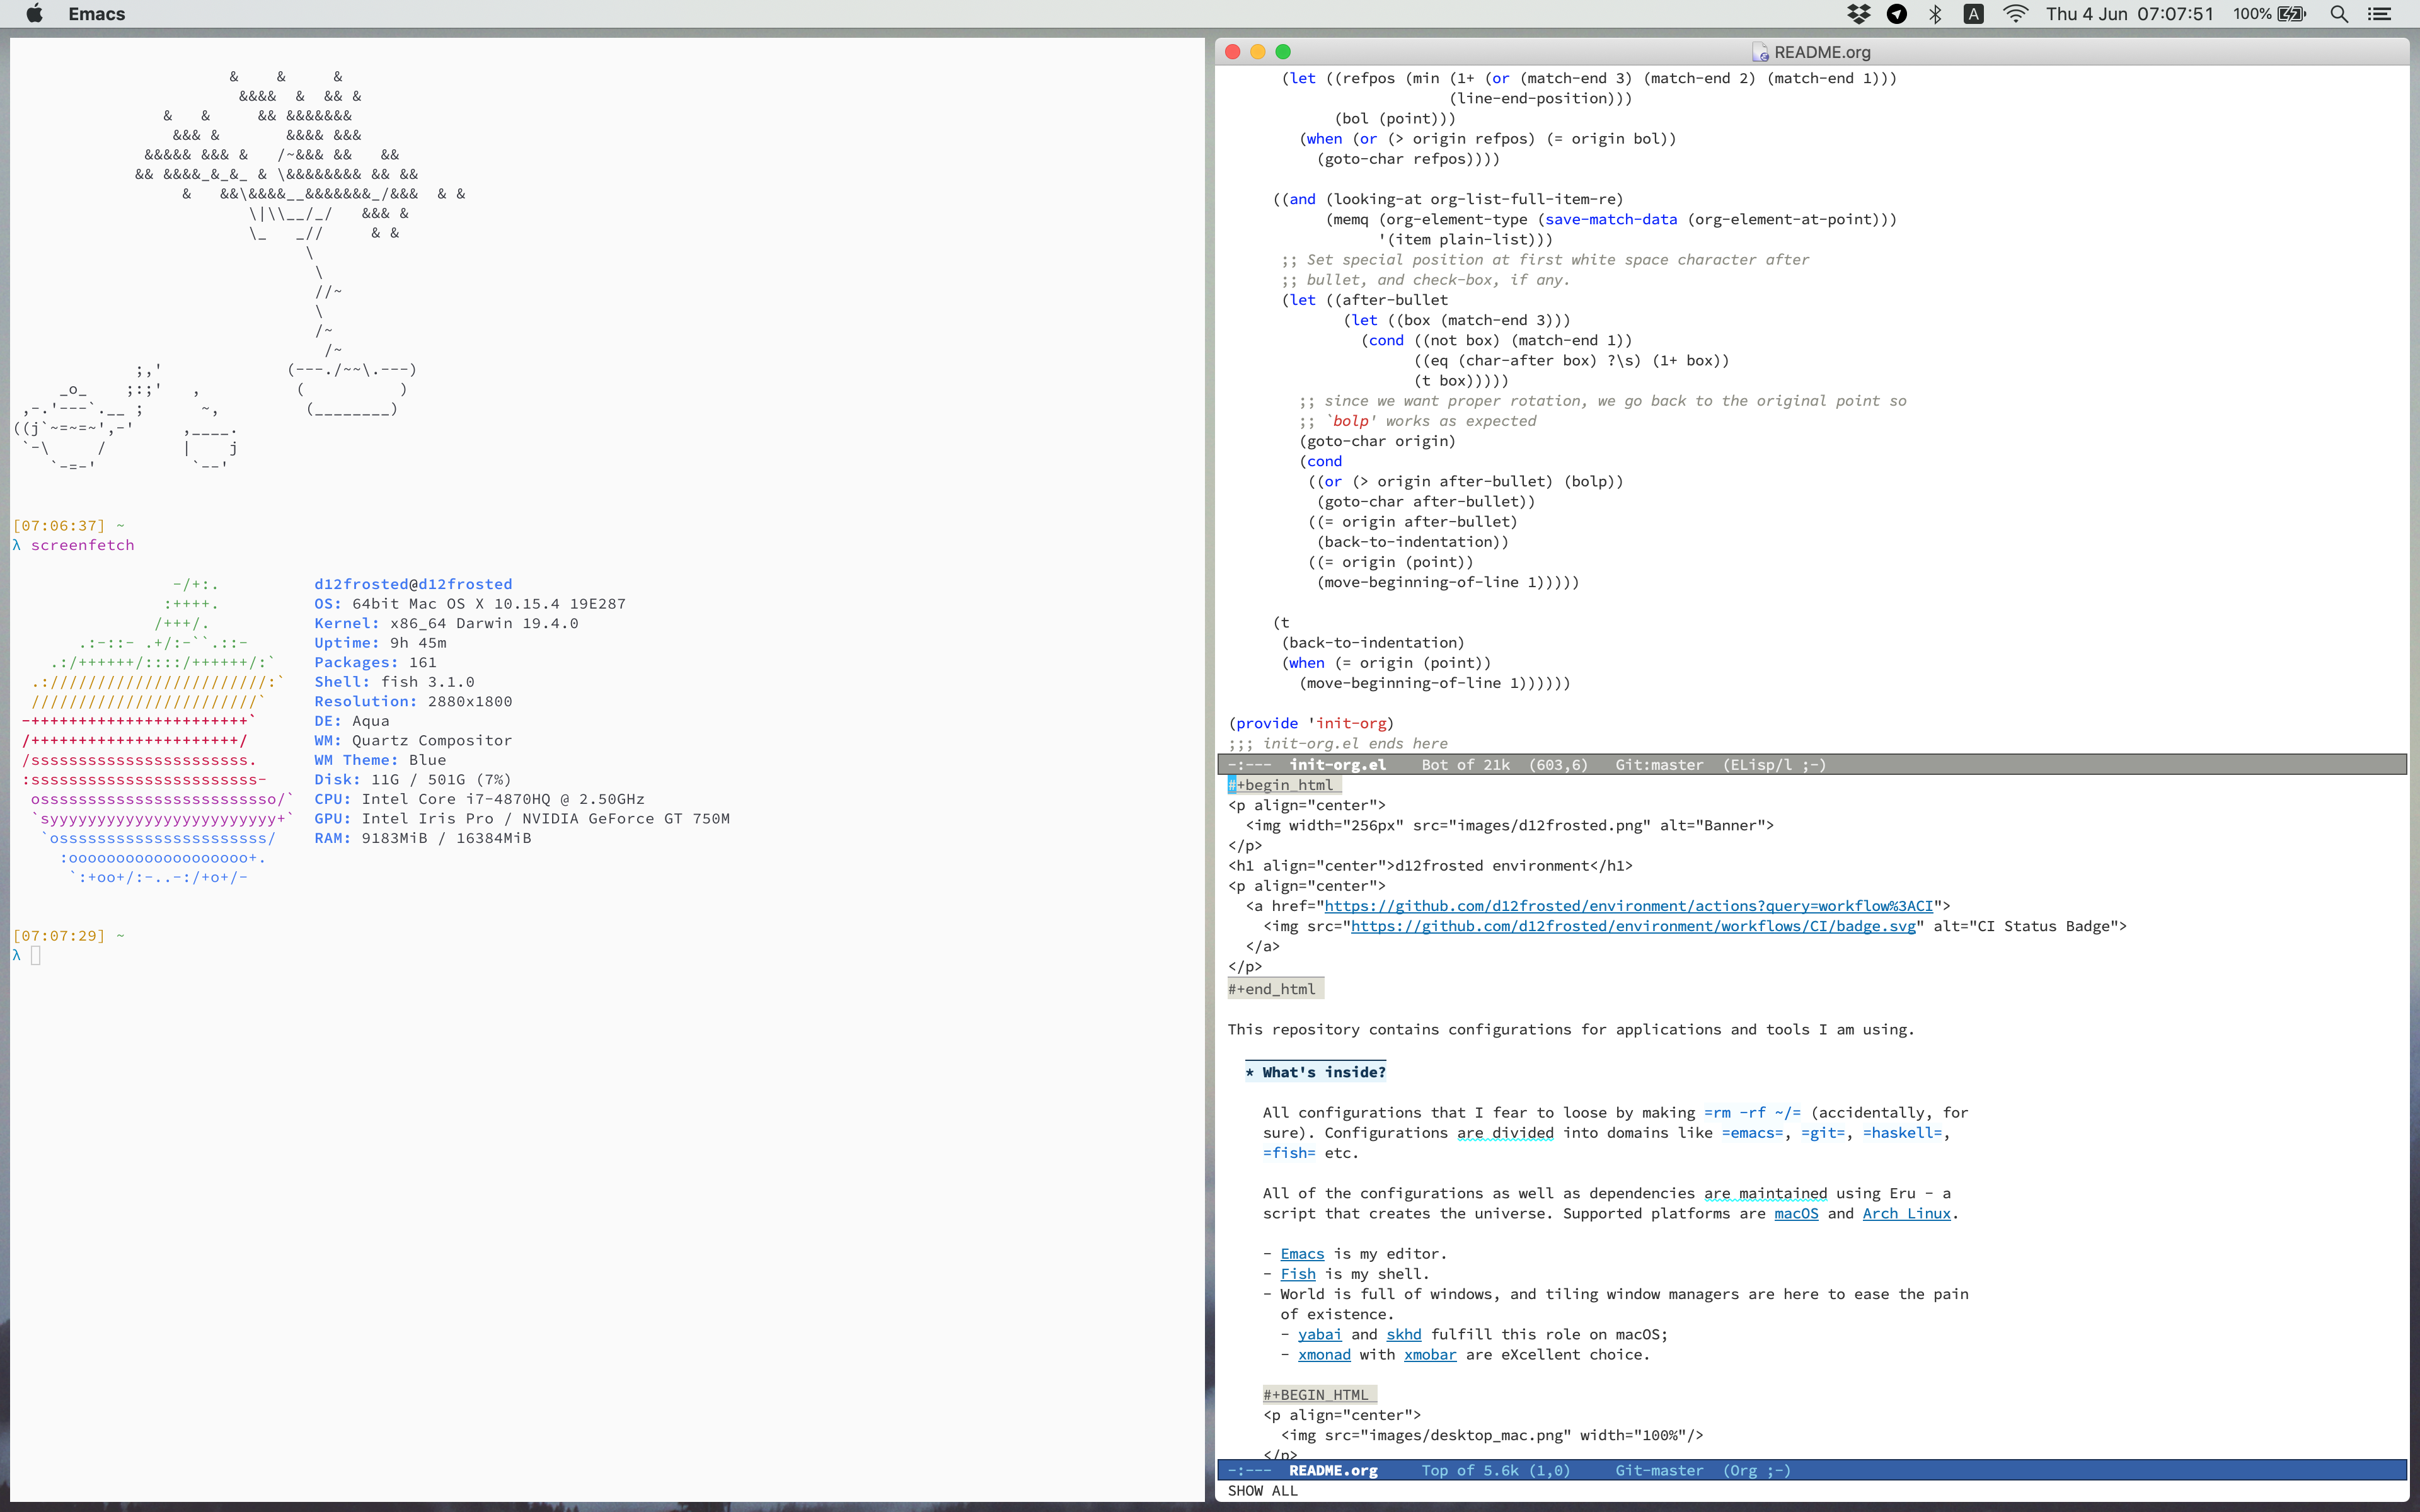 Emacs
A
Thu 4 Jun 07:07:51
100%
&    &     &
&&&&  &  && &
&   &     && &&&&&&&
&&& &       &&&& &&&
&&&&& &&& &   /~&&& &&   &&
&& &&&&_&_&_ & \&&&&&&&& && &&
&   &&\&&&&__&&&&&&&_/&&&  & &
\|\\__/_/   &&& &
\_   _//     & &
\
\
//~
\
/~
/~
;,'             (---./~~\.---)
_o_    ;:;'   ,          (          )
,-.'---`.__ ;      ~,         (________)
((j`~=~=~',-'     ,____.
`-\     /        |    j
`-=-'          `--'
[07:06:37] ~
λ screenfetch
-/+:.          d12frosted@d12frosted
:++++.         OS: 64bit Mac OS X 10.15.4 19E287
/+++/.          Kernel: x86_64 Darwin 19.4.0
.:-::- .+/:-``.::-       Uptime: 9h 45m
.:/++++++/::::/++++++/:`    Packages: 161
.:///////////////////////:`   Shell: fish 3.1.0
////////////////////////`     Resolution: 2880x1800
-+++++++++++++++++++++++`      DE: Aqua
/++++++++++++++++++++++/       WM: Quartz Compositor
/sssssssssssssssssssssss.      WM Theme: Blue
:ssssssssssssssssssssssss-     Disk: 11G / 501G (7%)
osssssssssssssssssssssssso/`  CPU: Intel Core i7-4870HQ @ 2.50GHz
`syyyyyyyyyyyyyyyyyyyyyyyy+`  GPU: Intel Iris Pro / NVIDIA GeForce GT 750M
`ossssssssssssssssssssss/    RAM: 9183MiB / 16384MiB
:ooooooooooooooooooo+.
`:+oo+/:-..-:/+o+/-
[07:07:29] ~
λ
README.org
(let ((refpos (min (1+ (or (match-end 3) (match-end 2) (match-end 1)))
(line-end-position)))
(bol (point)))
(when (or (> origin refpos) (= origin bol))
(goto-char refpos))))
((and (looking-at org-list-full-item-re)
(memq (org-element-type (save-match-data (org-element-at-point)))
'(item plain-list)))
;; Set special position at first white space character after
;; bullet, and check-box, if any.
(let ((after-bullet
(let ((box (match-end 3)))
(cond ((not box) (match-end 1))
((eq (char-after box) ?\s) (1+ box))
(t box)))))
;; since we want proper rotation, we go back to the original point so
;; `bolp' works as expected
(goto-char origin)
(cond
((or (> origin after-bullet) (bolp))
(goto-char after-bullet))
((= origin after-bullet)
(back-to-indentation))
((= origin (point))
(move-beginning-of-line 1)))))
(t
(back-to-indentation)
(when (= origin (point))
(move-beginning-of-line 1))))))
(provide 'init-org)
;;; init-org.el ends here
-:---  init-org.el    Bot of 21k  (603,6)   Git:master  (ELisp/l ;-)
#+begin_html
<p align="center">
<img width="256px" src="images/d12frosted.png" alt="Banner">
</p>
<h1 align="center">d12frosted environment</h1>
<p align="center">
<a href="https://github.com/d12frosted/environment/actions?query=workflow%3ACI">
<img src="https://github.com/d12frosted/environment/workflows/CI/badge.svg" alt="CI Status Badge">
</a>
</p>
#+end_html
This repository contains configurations for applications and tools I am using.
* What's inside?
All configurations that I fear to loose by making =rm -rf ~/= (accidentally, for
sure). Configurations are divided into domains like =emacs=, =git=, =haskell=,
=fish= etc.
All of the configurations as well as dependencies are maintained using Eru - a
script that creates the universe. Supported platforms are macOS and Arch Linux.
- Emacs is my editor.
- Fish is my shell.
- World is full of windows, and tiling window managers are here to ease the pain
of existence.
- yabai and skhd fulfill this role on macOS;
- xmonad with xmobar are eXcellent choice.
#+BEGIN_HTML
<p align="center">
<img src="images/desktop_mac.png" width="100%"/>
</p>
-:---  README.org     Top of 5.6k (1,0)     Git-master  (Org ;-)
SHOW ALL